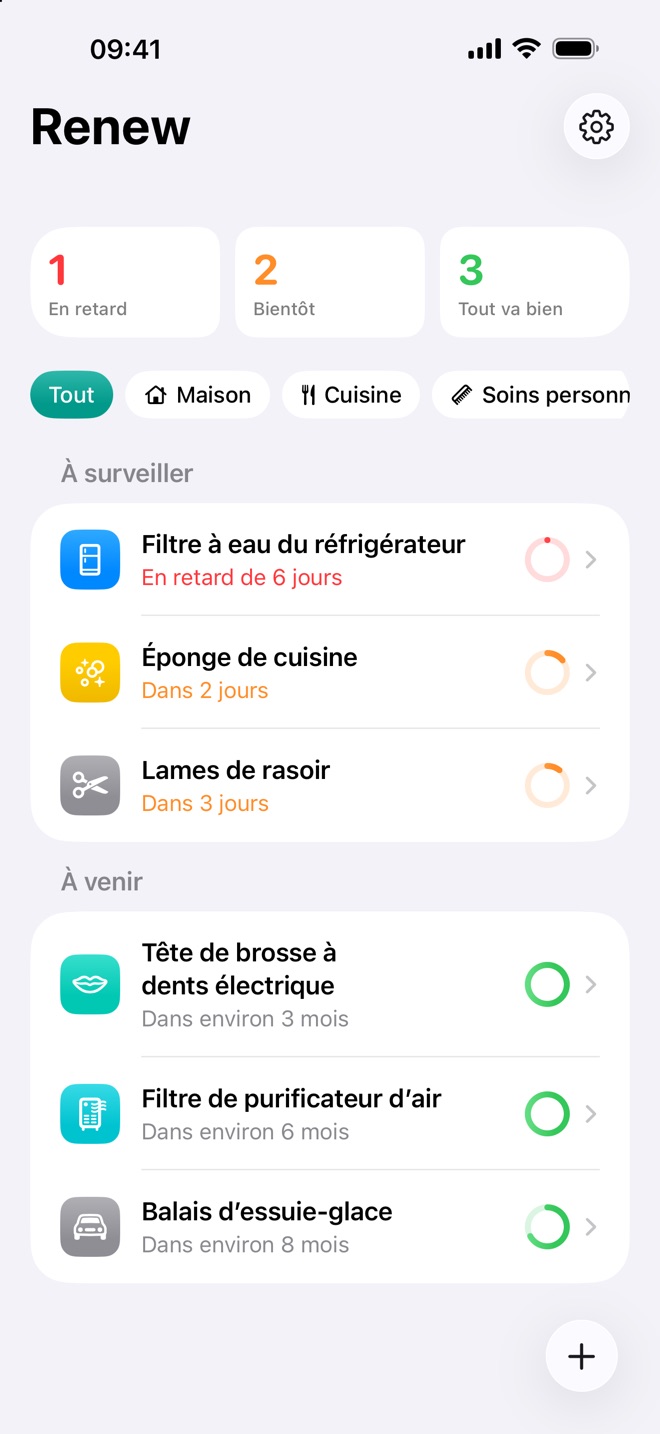 09:41
Renew
1
En retard
2
Bientôt
3
Tout va bien
Tout
Maison
Cuisine
Soins personn
À surveiller
Filtre à eau du réfrigérateur
En retard de 6 jours
Éponge de cuisine
Dans 2 jours
Lames de rasoir
Dans 3 jours
À venir
Tête de brosse à
dents électrique
Dans environ 3 mois
Filtre de purificateur d’air
Dans environ 6 mois
Balais d’essuie-glace
Dans environ 8 mois